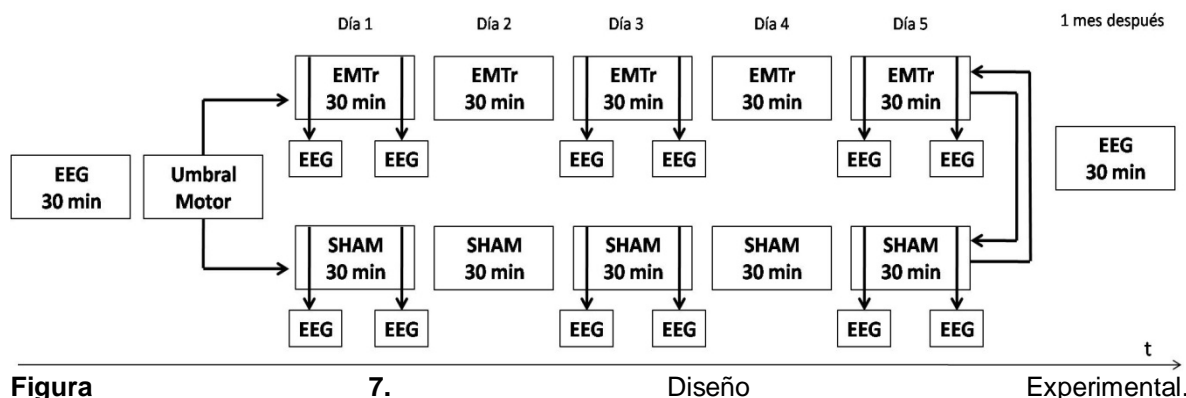 Día 1 Día 2 Día 3 Día 4 Día 5 1 mes después
EMTr EMTr EMTr EMTr EMTr
30 min 30 min 30 min 30 min 30 min
EEG EEG EEG EEG EEG EEG
EEG Umbral EEG
30 min Motor 30 min
SHAM SHAM SHAM SHAM SHAM
30 min 30 min 30 min 30 min 30 min
EEG EEG EEG EEG EEG EEG
t
Figura 7. Diseño Experimental.